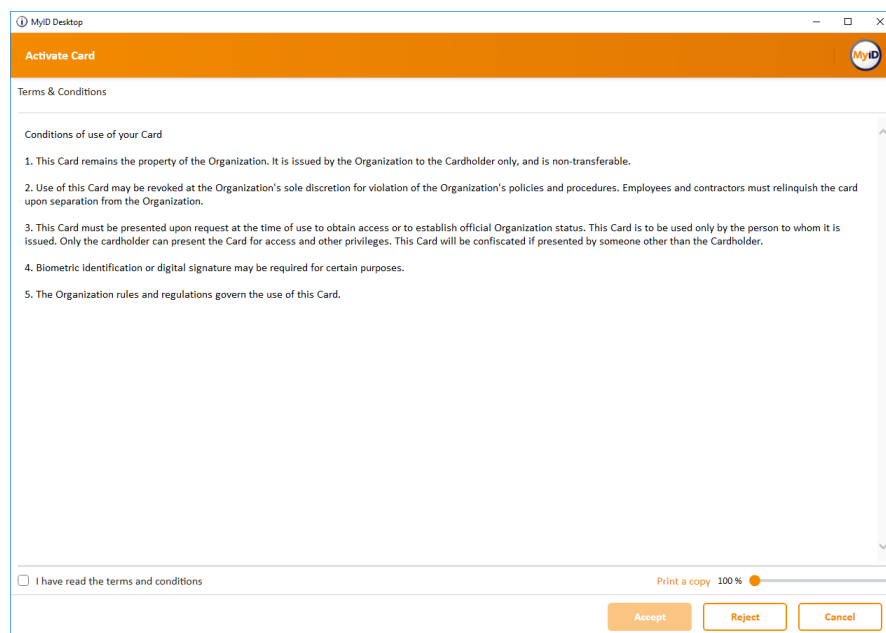 MyID Desktop
Activate Card
MyID
Terms & Conditions
Conditions of use of your Card
1. This Card remains the property of the Organization. It is issued by the Organization to the Cardholder only, and is non-transferable.
2. Use of this Card may be revoked at the Organization's sole discretion for violation of the Organization's policies and procedures. Employees and contractors must relinquish the card
upon separation from the Organization.
3. This Card must be presented upon request at the time of use to obtain access or to establish official Organization status. This Card is to be used only by the person to whom it is
issued. Only the cardholder can present the Card for access and other privileges. This Card will be confiscated if presented by someone other than the Cardholder.
4. Biometric identification or digital signature may be required for certain purposes.
5. The Organization rules and regulations govern the use of this Card.
I have read the terms and conditions
Print a copy 100 %
Accept Reject Cancel